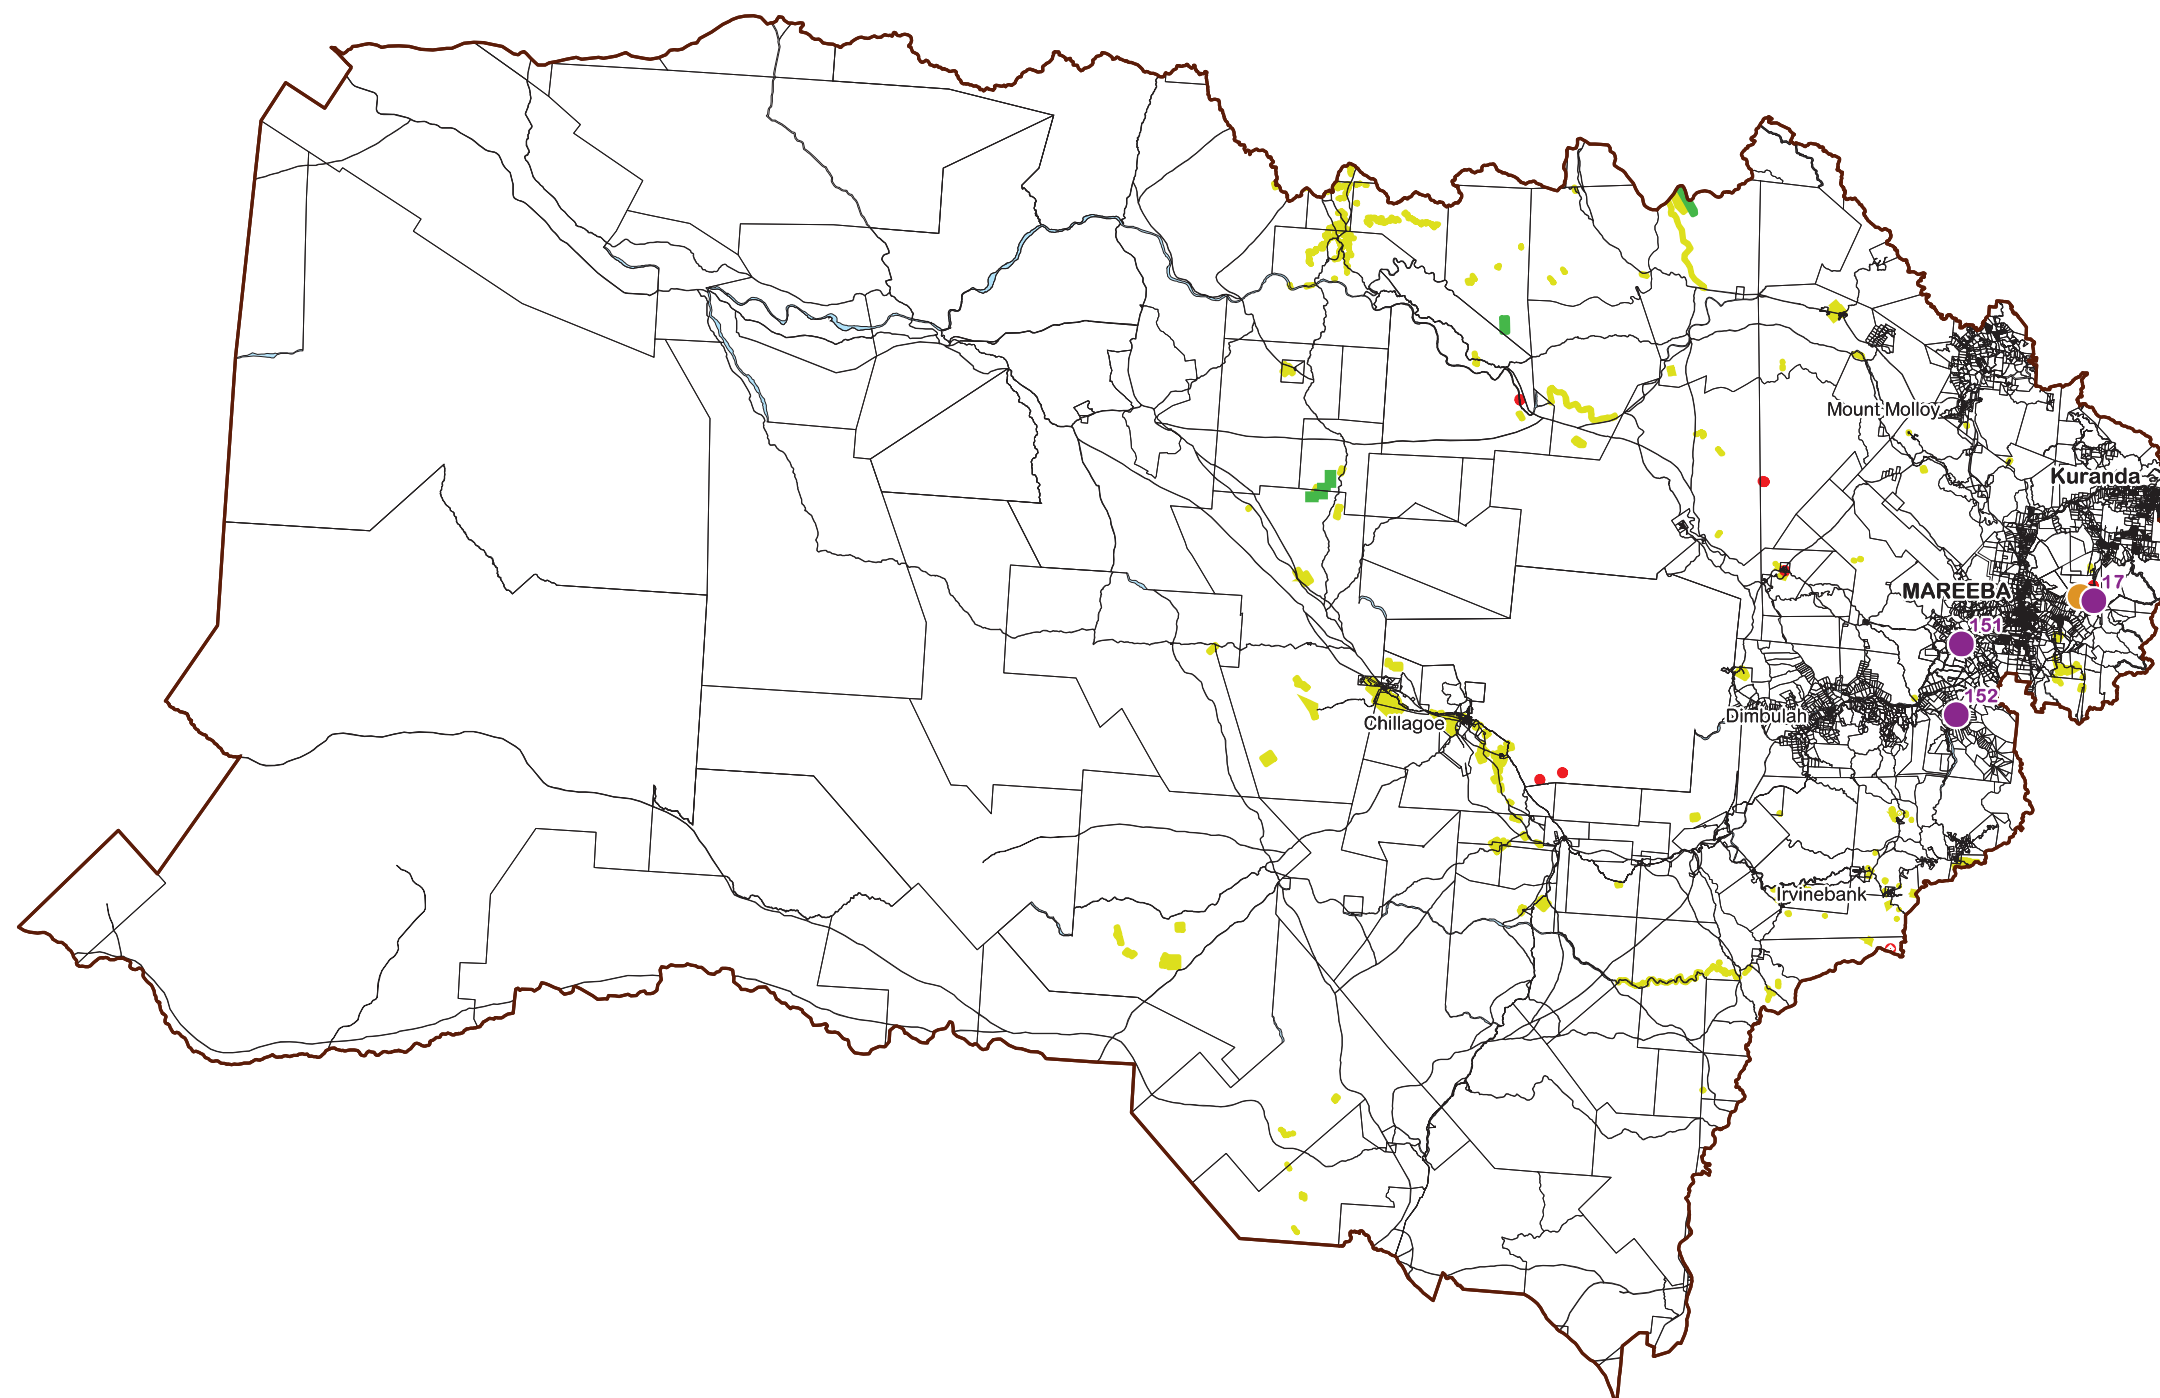 Mount Molloy
Kuranda
17
MAREEBA
151
152
Dimbulah
Chillagoe
Irvinebank